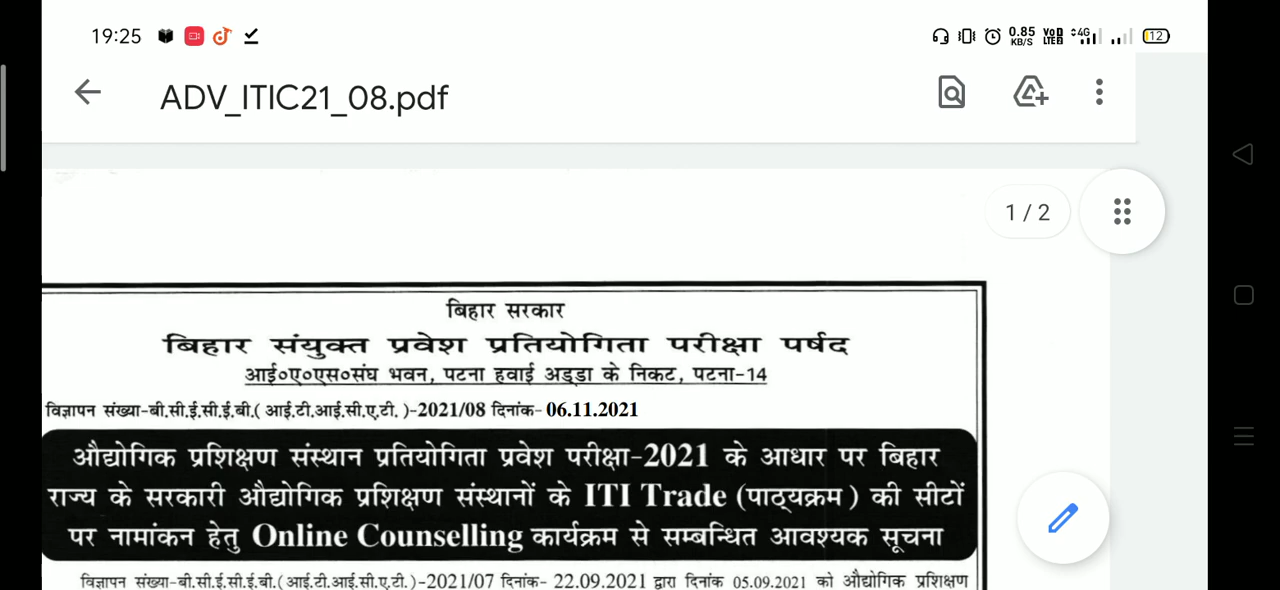 19:25
0.85 KB/S
VoD LTE2
4G
12
ADV_ITIC21_08.pdf
1 / 2
बिहार सरकार
बिहार संयुक्त प्रवेश प्रतियोगिता परीक्षा पर्षद
आई०ए०एस०संघ भवन, पटना हवाई अड्डा के निकट, पटना-14
विज्ञापन संख्या-बी.सी.ई.सी.ई.बी.( आई.टी.आई.सी.ए.टी. )-2021/08 दिनांक- 06.11.2021
औद्योगिक प्रशिक्षण संस्थान प्रतियोगिता प्रवेश परीक्षा-2021 के आधार पर बिहार
राज्य के सरकारी औद्योगिक प्रशिक्षण संस्थानों के ITI Trade (पाठ्यक्रम ) की सीटों
पर नामांकन हेतु Online Counselling कार्यक्रम से सम्बन्धित आवश्यक सूचना
विज्ञापन संख्या-बी.सी.ई.सी.ई.बी.(आई.टी.आई.सी.ए.टी.)-2021/07 दिनांक- 22.09.2021 द्वारा दिनांक 05.09.2021 को औद्योगिक प्रशिक्षण